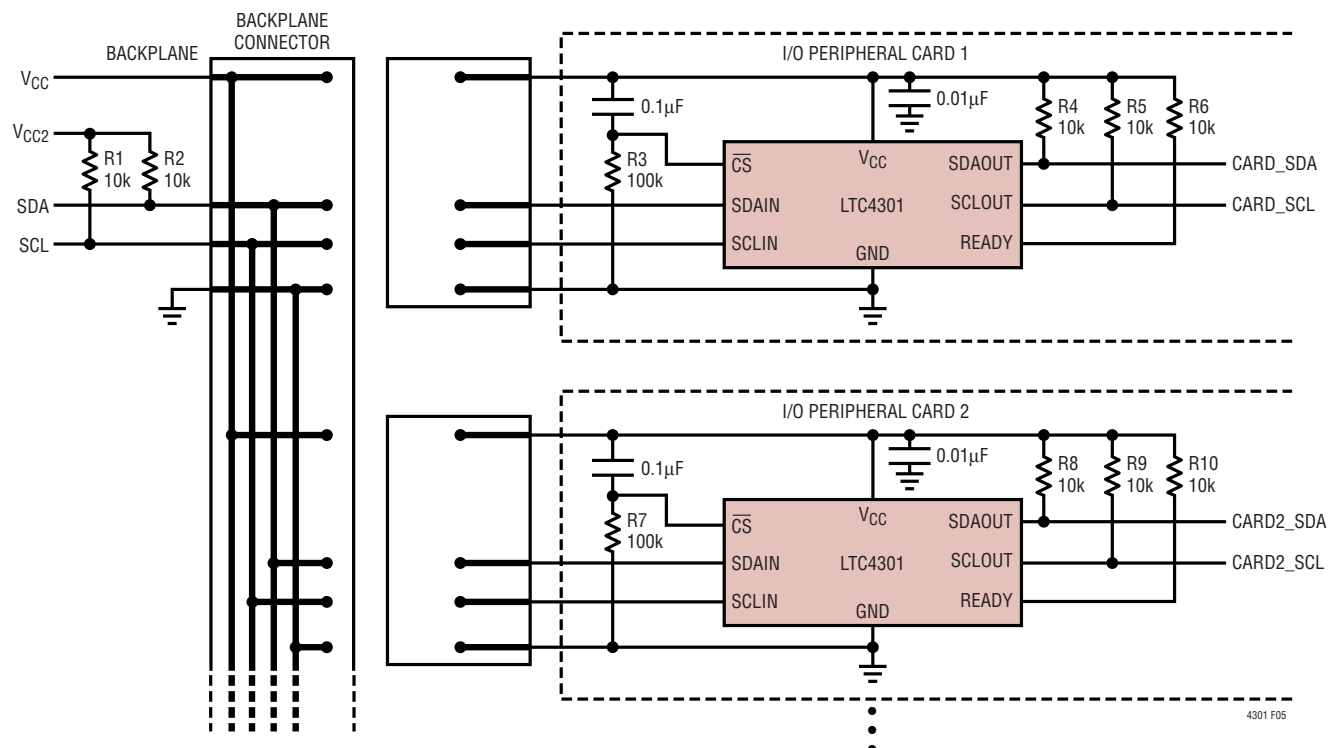 BACKPLANE
CONNECTOR
BACKPLANE
VCC
VCC2
R1
10k
R2
10k
SDA
SCL
I/O PERIPHERAL CARD 1
0.1μF
0.01μF
R3
100k
R4
10k
R5
10k
R6
10k
CS
VCC
SDAOUT
SDAIN
LTC4301
SCLOUT
SCLIN
READY
GND
CARD_SDA
CARD_SCL
I/O PERIPHERAL CARD 2
0.1μF
0.01μF
R7
100k
R8
10k
R9
10k
R10
10k
CS
VCC
SDAOUT
SDAIN
LTC4301
SCLOUT
SCLIN
READY
GND
CARD2_SDA
CARD2_SCL
4301 F05